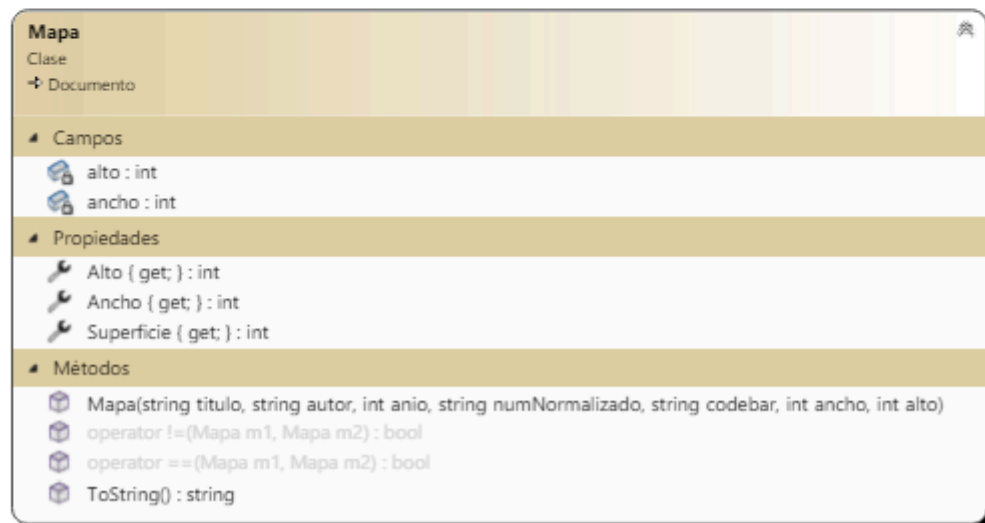 Mapa
Clase
Documento
Campos
alto : int
ancho : int
Propiedades
Alto { get; } : int
Ancho { get; } : int
Superficie { get; } : int
Métodos
Mapa(string titulo, string autor, int anio, string numNormalizado, string codebar, int ancho, int alto)
operator !=(Mapa m1, Mapa m2) : bool
operator ==(Mapa m1, Mapa m2) : bool
ToString() : string